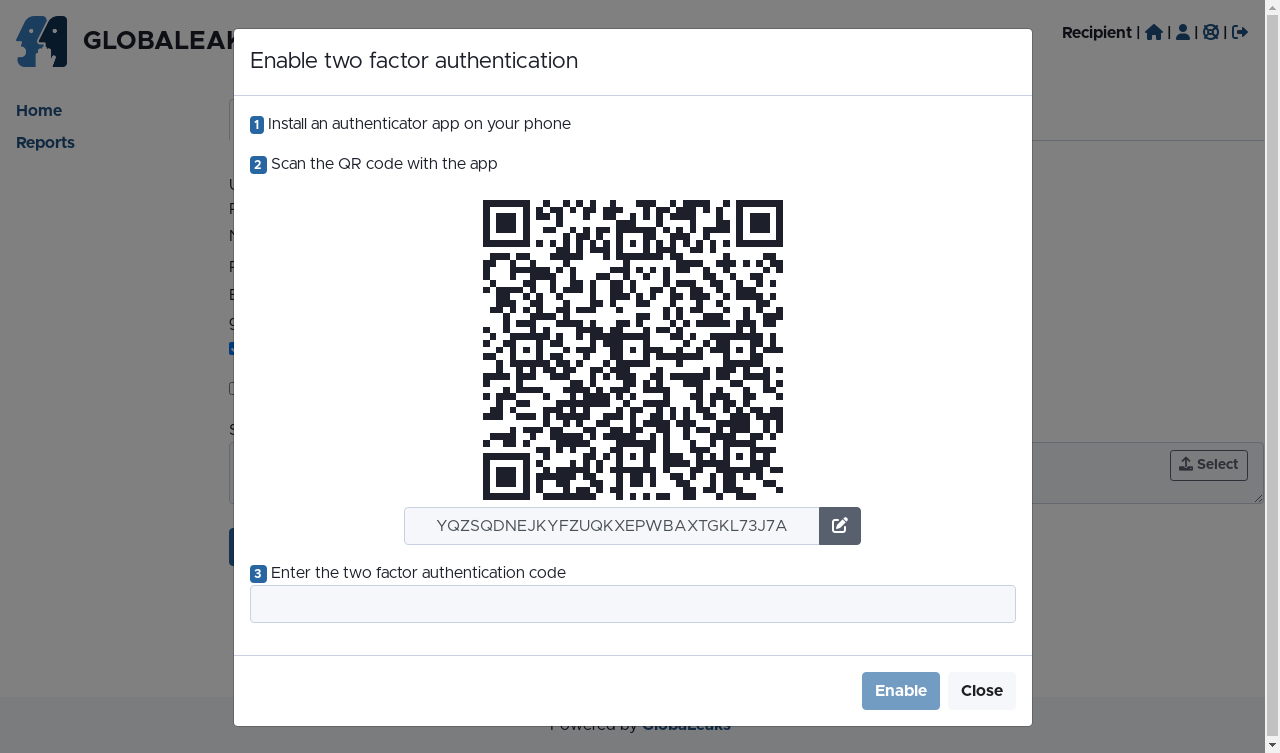 GLOBALEAKS
Recipient | | | |
Home
Reports
Enable two factor authentication
1 Install an authenticator app on your phone
2 Scan the QR code with the app
YQZSQDNEJKYFZUQKXEPWBAXTGKL73J7A
3 Enter the two factor authentication code
Select
Enable
Close
Powered by GlobaLeaks